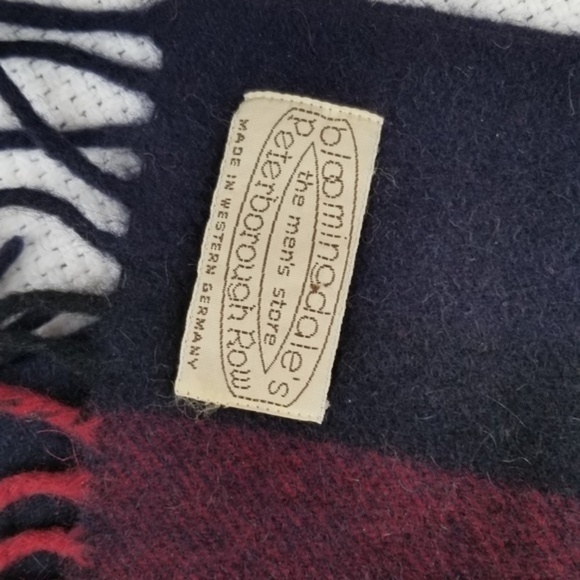 bloomingdale's
the men's store
peterborough Row
MADE IN WESTERN GERMANY